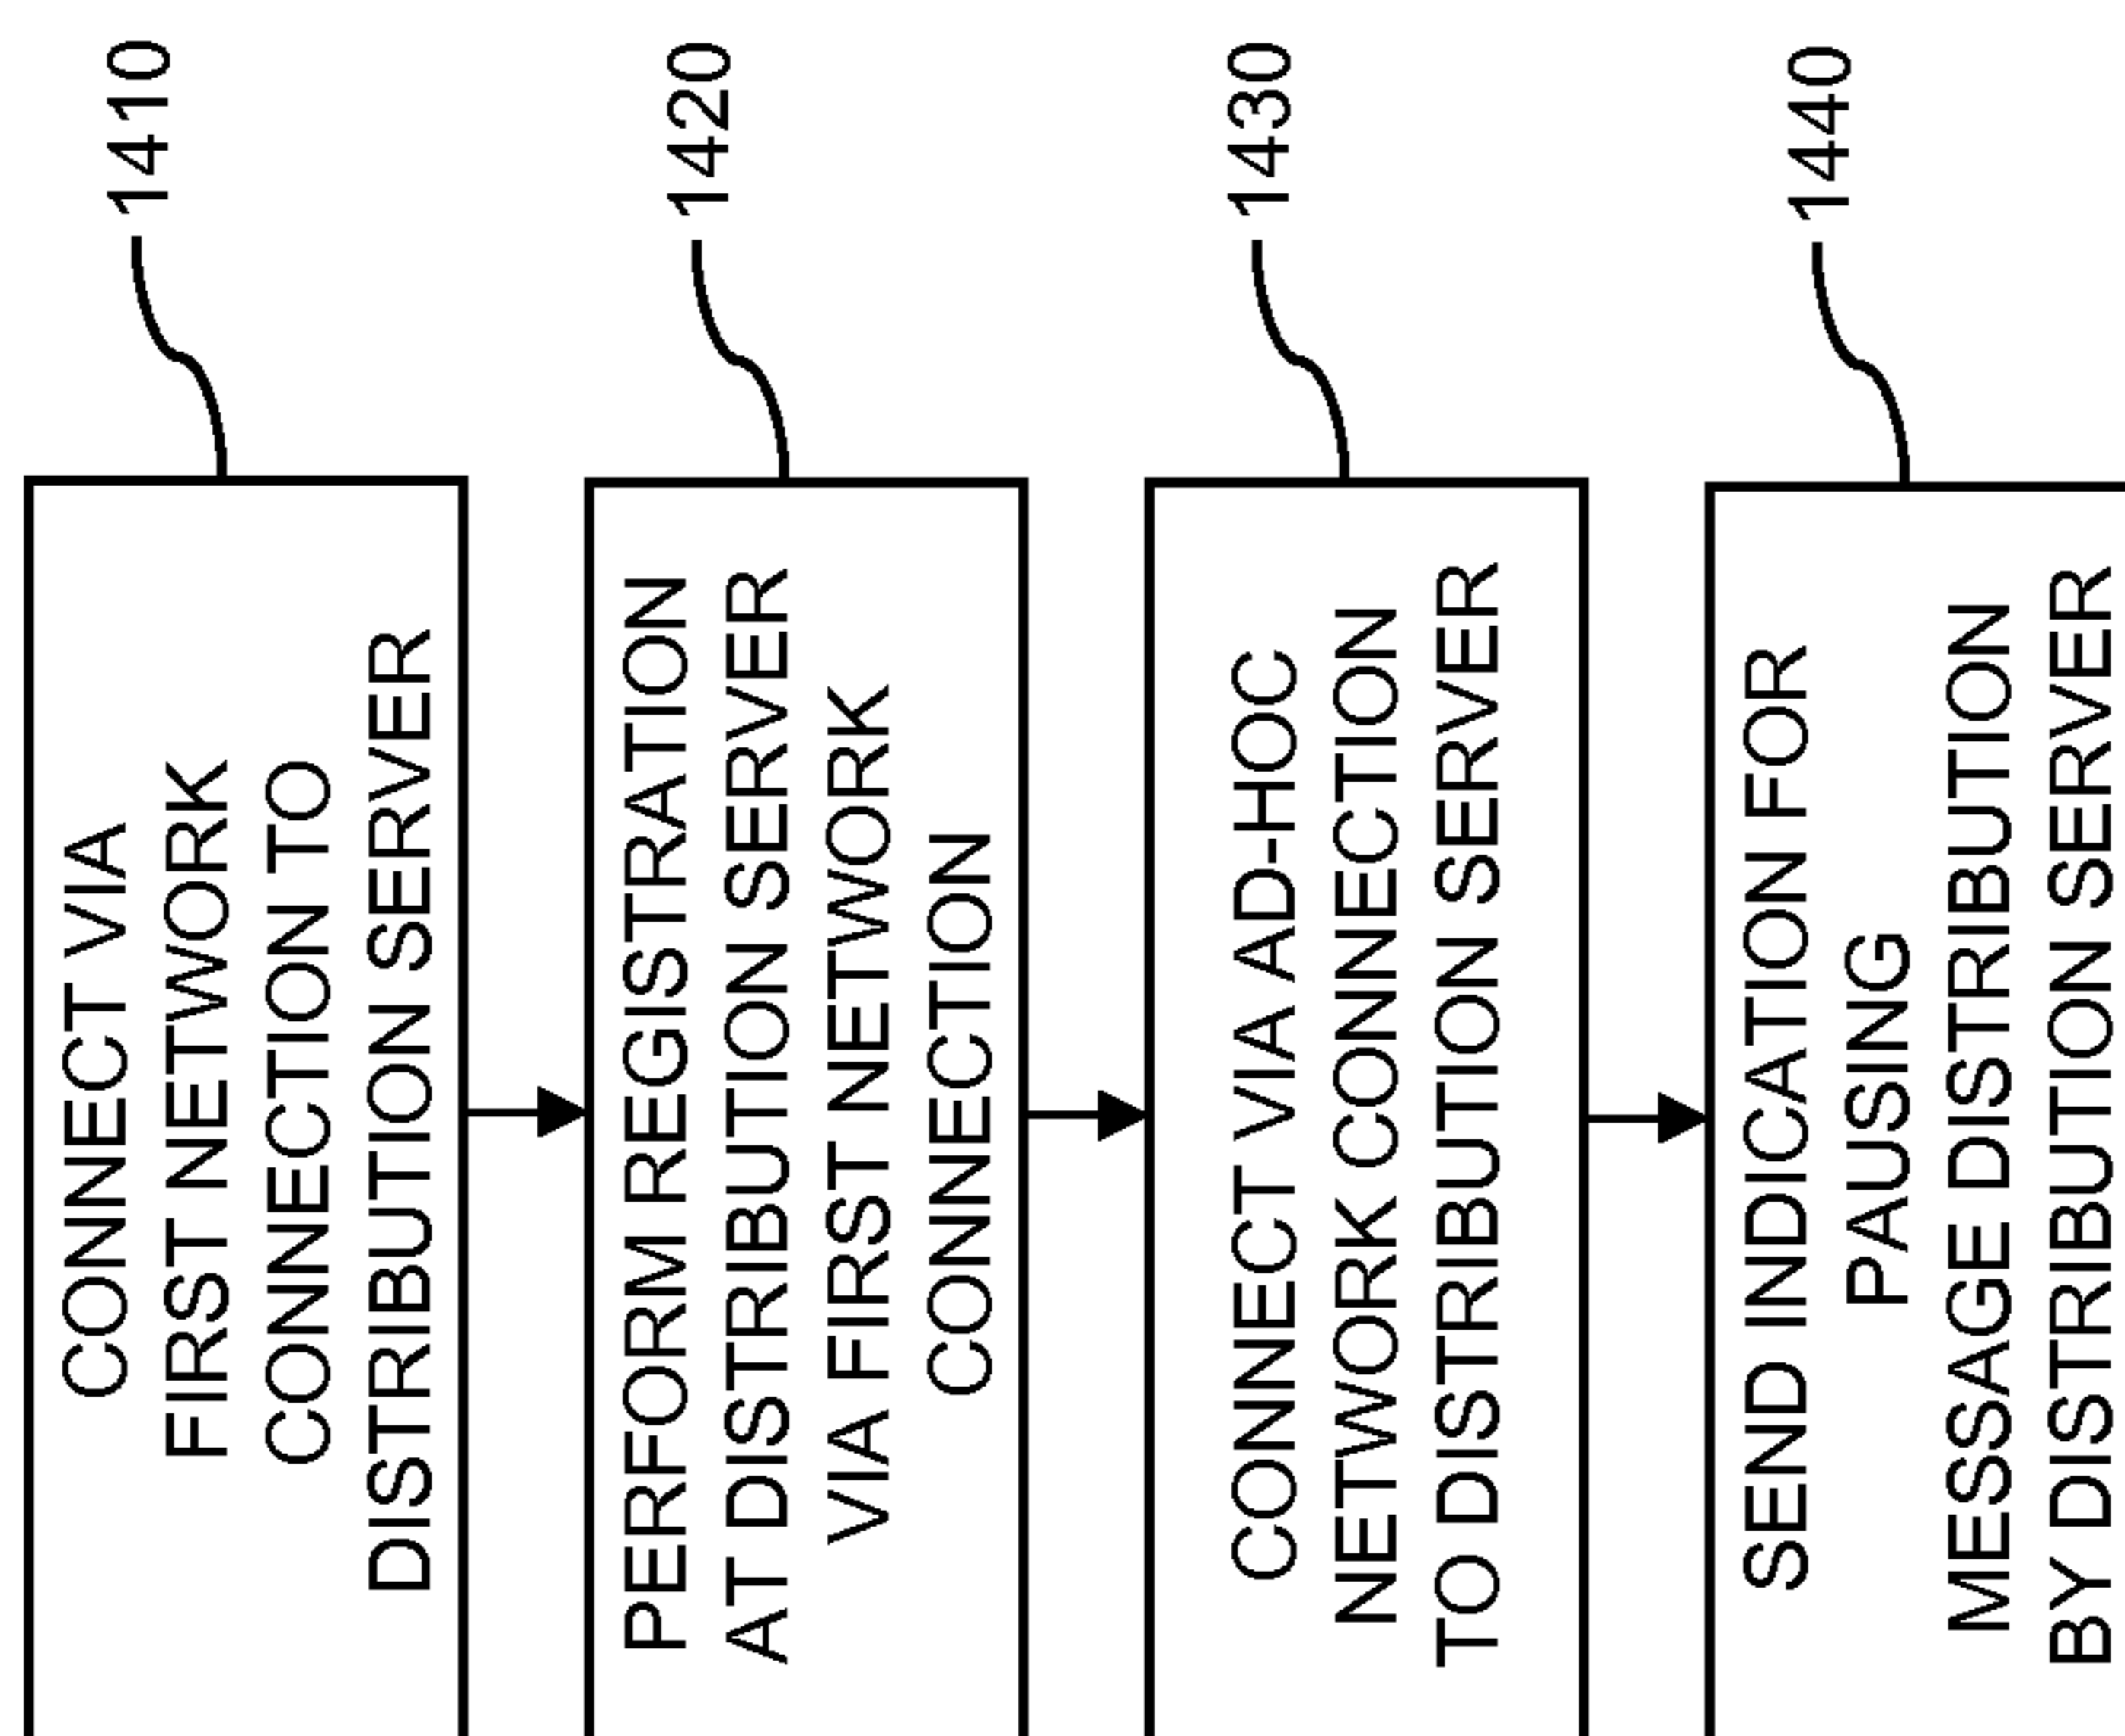 CONNECT VIA
FIRST NETWORK
CONNECTION TO
DISTRIBUTION SERVER
1410
PERFORM REGISTRATION
AT DISTRIBUTION SERVER
VIA FIRST NETWORK
CONNECTION
1420
CONNECT VIA AD-HOC
NETWORK CONNECTION
TO DISTRIBUTION SERVER
1430
SEND INDICATION FOR
PAUSING
MESSAGE DISTRIBUTION
BY DISTRIBUTION SERVER
1440